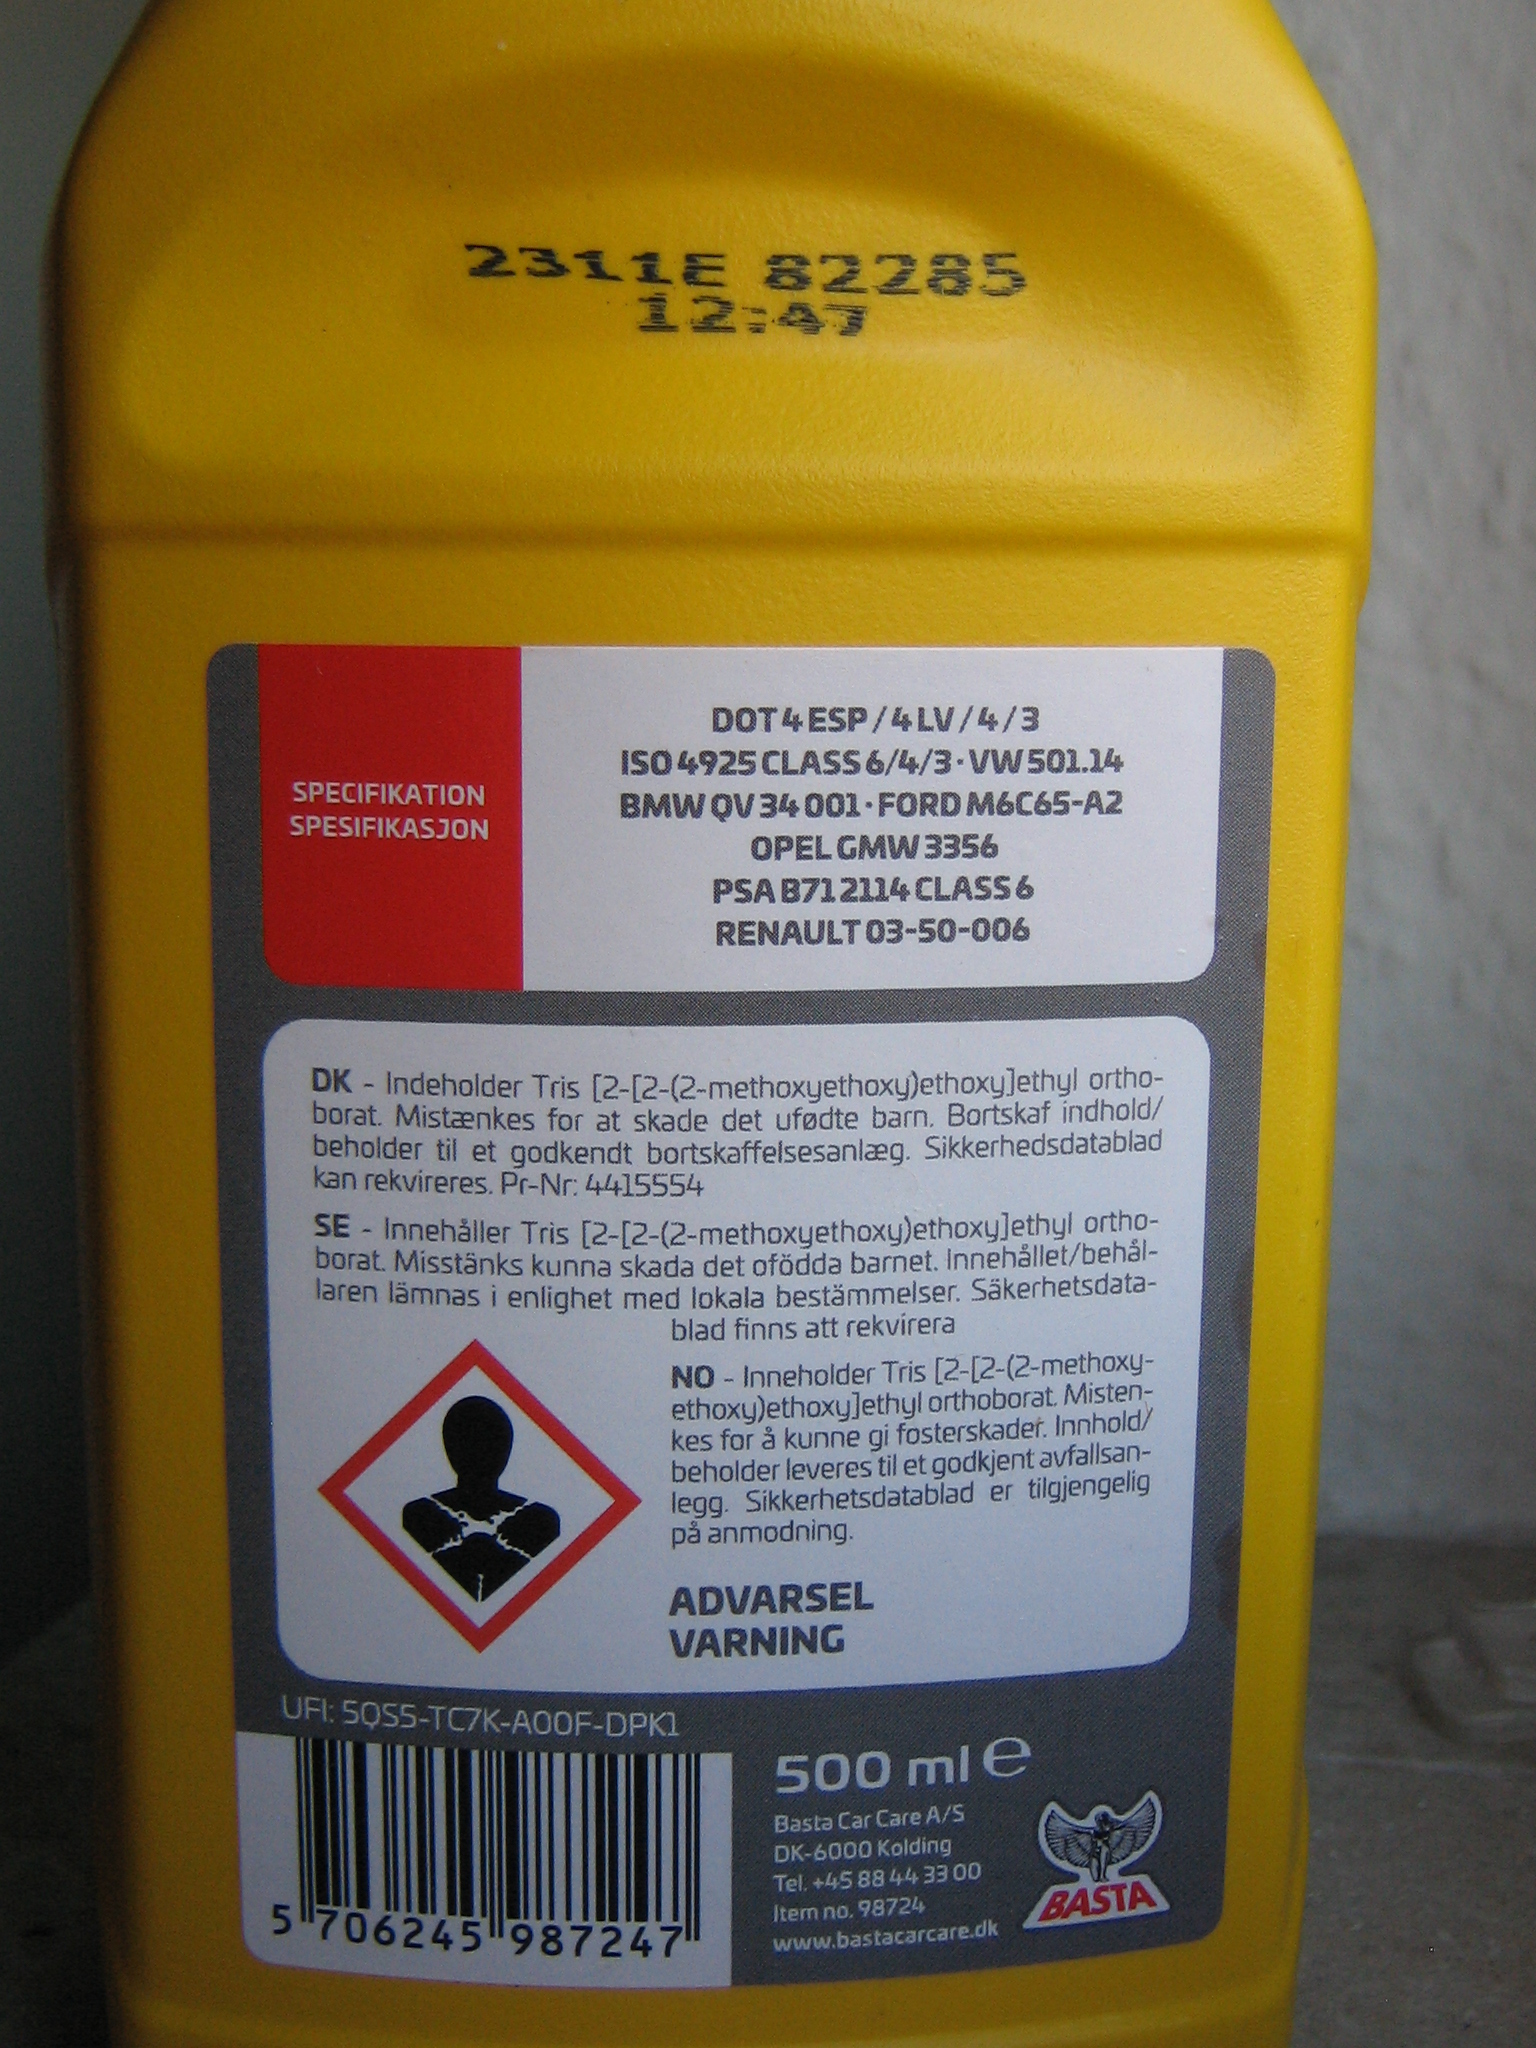 2311E 82285
12:47
SPECIFIKATION
SPESIFIKASJON
DOT 4 ESP / 4 LV / 4 / 3
ISO 4925 CLASS 6/4/3 · VW 501.14
BMW QV 34 001 · FORD M6C65-A2
OPEL GMW 3356
PSA B71 2114 CLASS 6
RENAULT 03-50-006
DK - Indeholder Tris [2-[2-(2-methoxyethoxy)ethoxy]ethyl ortho-
borat. Mistænkes for at skade det ufødte barn. Bortskaf indhold/
beholder til et godkendt bortskaffelsesanlæg. Sikkerhedsdatablad
kan rekvireres. Pr-Nr: 4415554
SE - Innehåller Tris [2-[2-(2-methoxyethoxy)ethoxy]ethyl ortho-
borat. Misstänks kunna skada det ofödda barnet. Innehållet/behål-
laren lämnas i enlighet med lokala bestämmelser. Säkerhetsdata-
blad finns att rekvirera
NO - Inneholder Tris [2-[2-(2-methoxy-
ethoxy)ethoxy]ethyl orthoborat. Misten-
kes for å kunne gi fosterskader. Innhold/
beholder leveres til et godkjent avfallsan-
legg. Sikkerhetsdatablad er tilgjengelig
på anmodning.
ADVARSEL
VARNING
UFI: 5QS5-TC7K-A00F-DPK1
5 706245 987247
500 ml e
Basta Car Care A/S
DK-6000 Kolding
Tel. +45 88 44 33 00
Item no. 98724
www.bastacarcare.dk
BASTA